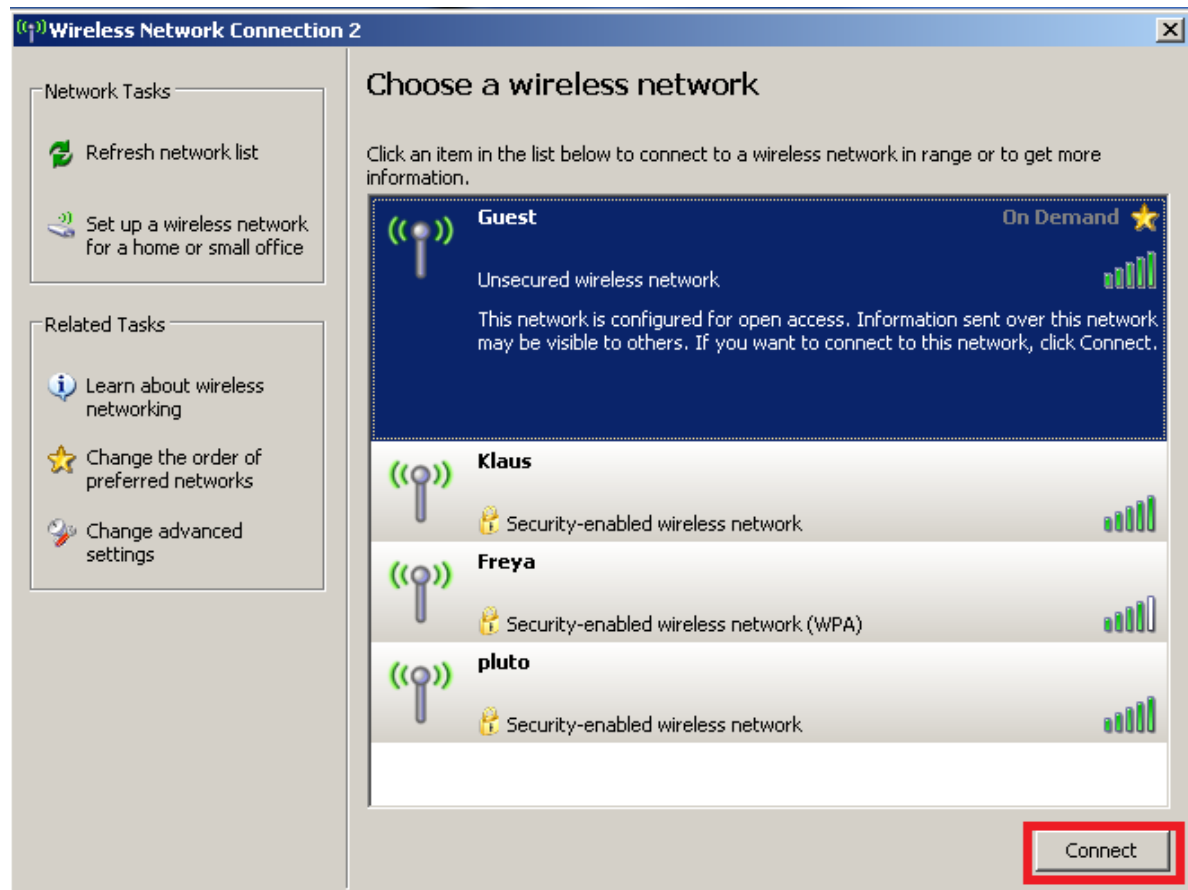 Wireless Network Connection 2
Network Tasks
Refresh network list
Set up a wireless network
for a home or small office
Related Tasks
Learn about wireless
networking
Change the order of
preferred networks
Change advanced
settings
Choose a wireless network
Click an item in the list below to connect to a wireless network in range or to get more
information.
Guest On Demand
Unsecured wireless network
This network is configured for open access. Information sent over this network
may be visible to others. If you want to connect to this network, click Connect.
Klaus
Security-enabled wireless network
Freya
Security-enabled wireless network (WPA)
pluto
Security-enabled wireless network
Connect